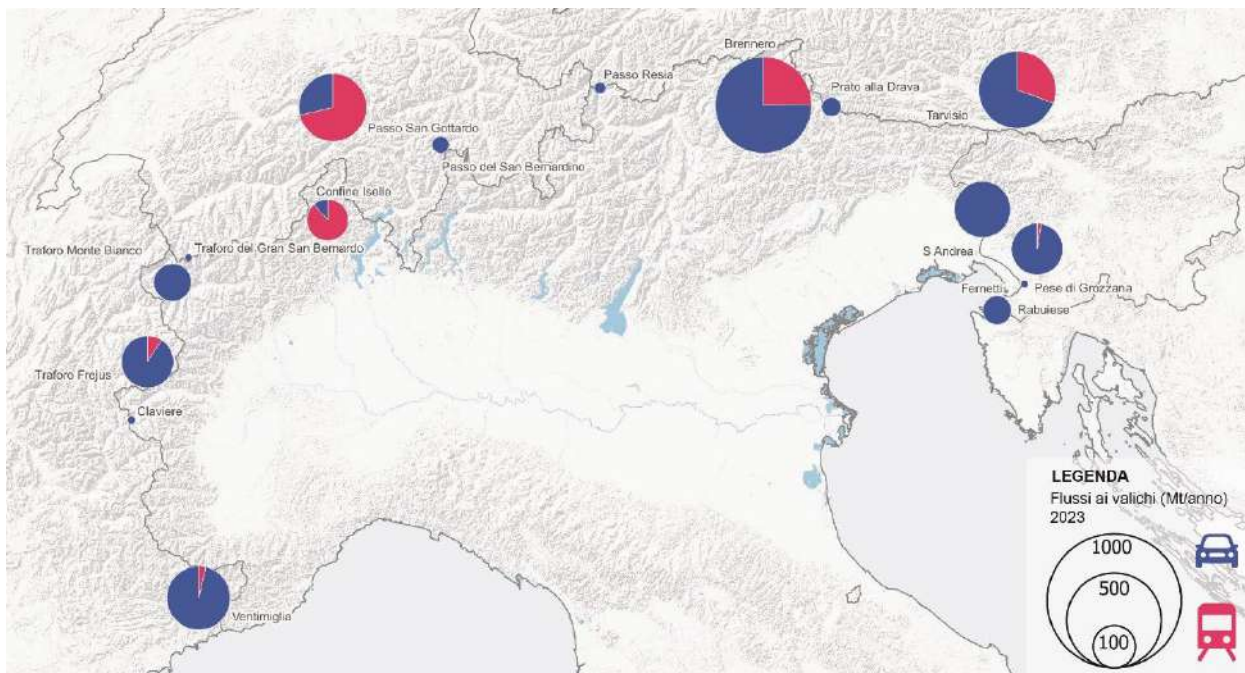 Brennero
Passo Resia
Prato alla Drava
Tarvisio
Passo San Gottardo
Passo del San Bernardino
Confine Iselle
Traforo Monte Bianco
Traforo del Gran San Bernardo
S Andrea
Fernetti
Pese di Grozzana
Rabuiese
Traforo Frejus
Claviere
Ventimiglia
LEGENDA
Flussi ai valichi (Mt/anno)
2023
1000
500
100